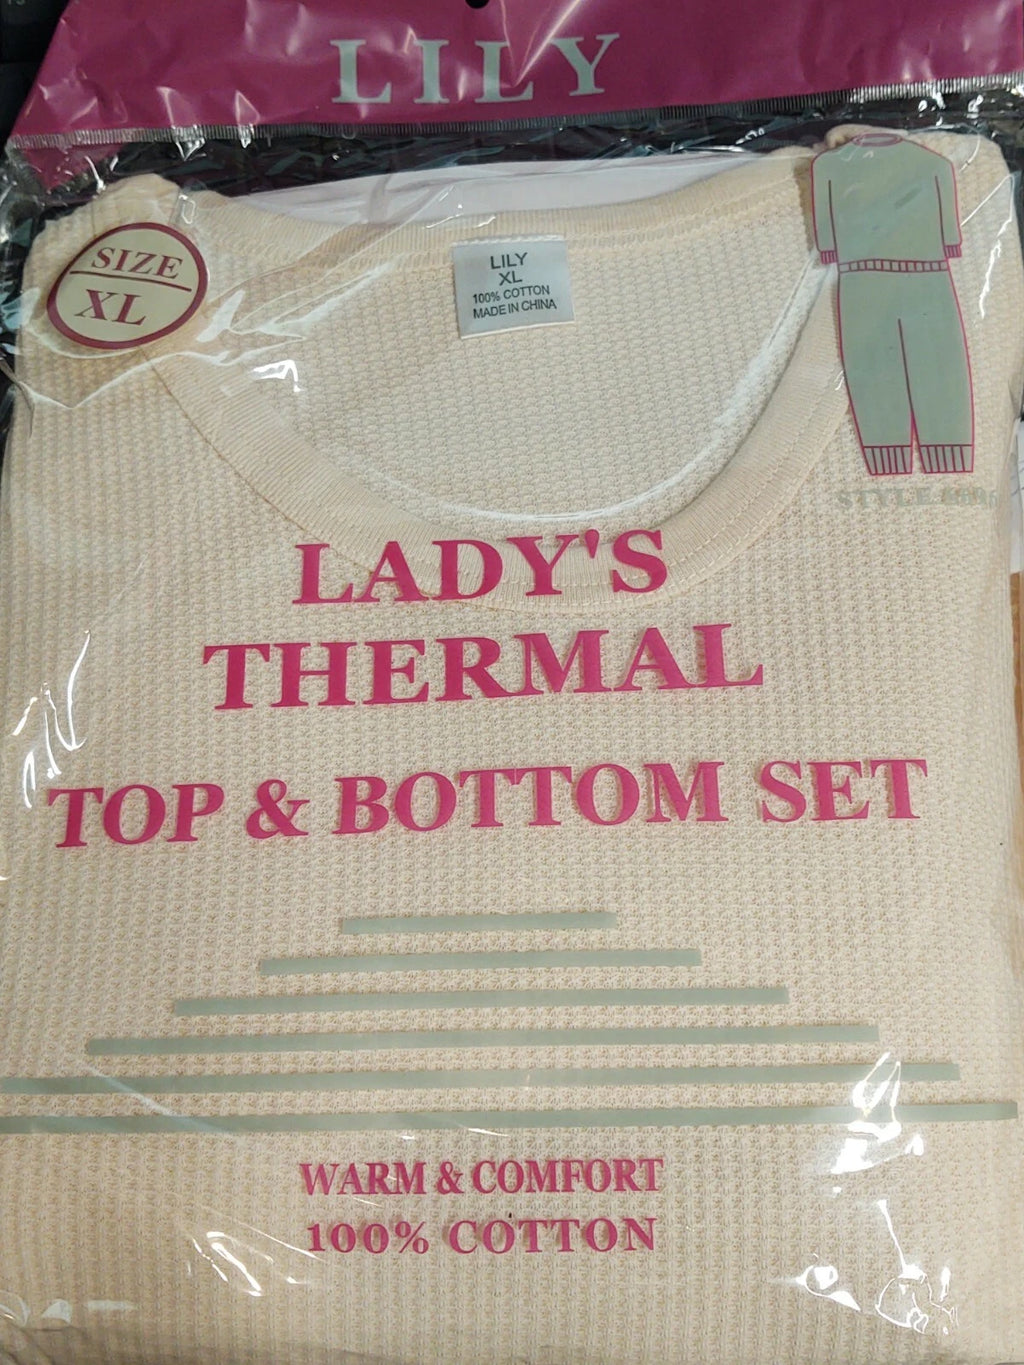 LILY
SIZE
XL
LILY
XL
100% COTTON
MADE IN CHINA
STYLE
LADY'S
THERMAL
TOP & BOTTOM SET
WARM & COMFORT
100% COTTON